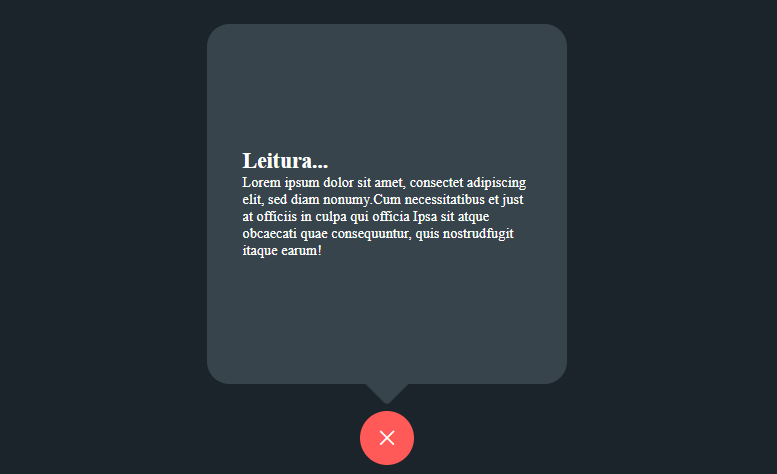 Leitura...
Lorem ipsum dolor sit amet, consectet adipiscing
elit, sed diam nonumy.Cum necessitatibus et just
at officiis in culpa qui officia Ipsa sit atque
obcaecati quae consequuntur, quis nostrudfugit
itaque earum!